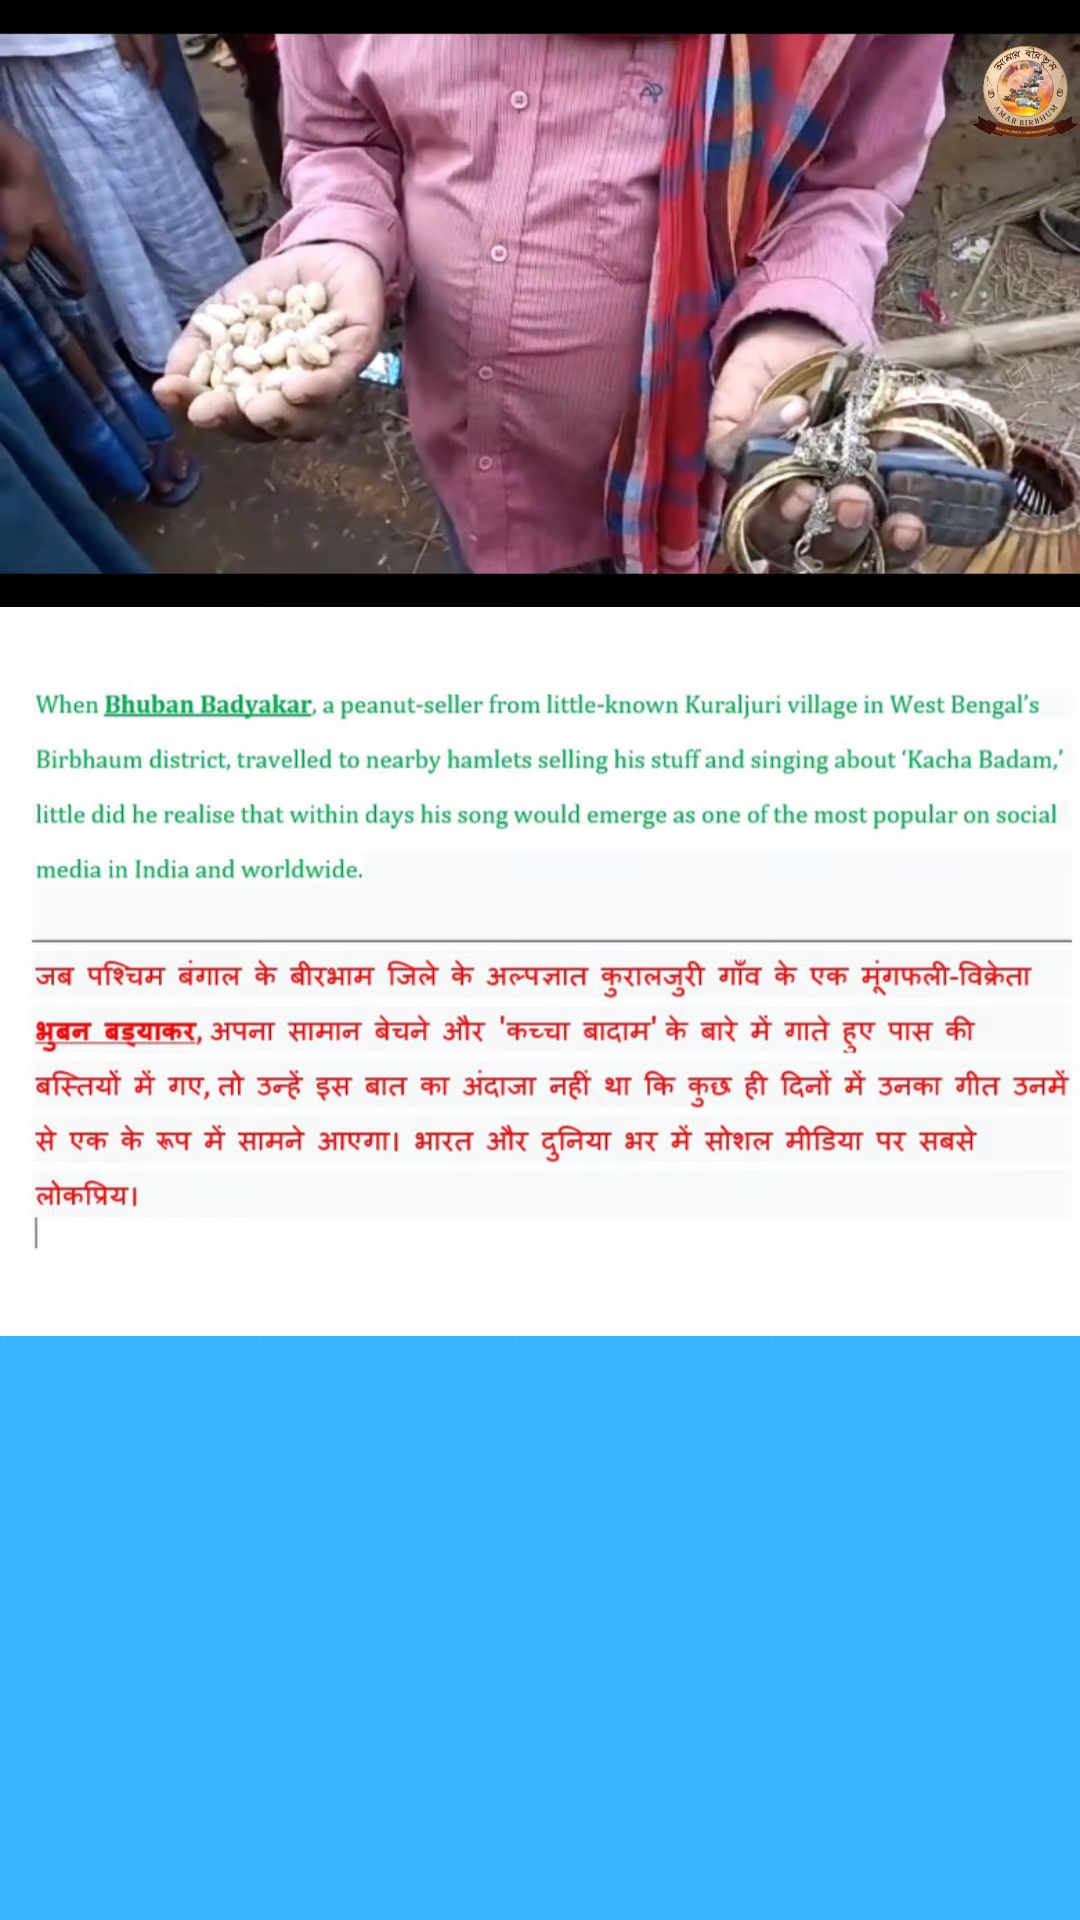 আমার বীরভূম
AMAR BIRBHUM
When Bhuban Badyakar, a peanut-seller from little-known Kuraljuri village in West Bengal’s
Birbhaum district, travelled to nearby hamlets selling his stuff and singing about ‘Kacha Badam,’
little did he realise that within days his song would emerge as one of the most popular on social
media in India and worldwide.
जब पश्चिम बंगाल के बीरभाम जिले के अल्पज्ञात कुरालजुरी गाँव के एक मूंगफली-विक्रेता
भुबन बड्याकर, अपना सामान बेचने और 'कच्चा बादाम' के बारे में गाते हुए पास की
बस्तियों में गए, तो उन्हें इस बात का अंदाजा नहीं था कि कुछ ही दिनों में उनका गीत उनमें
से एक के रूप में सामने आएगा। भारत और दुनिया भर में सोशल मीडिया पर सबसे
लोकप्रिय।